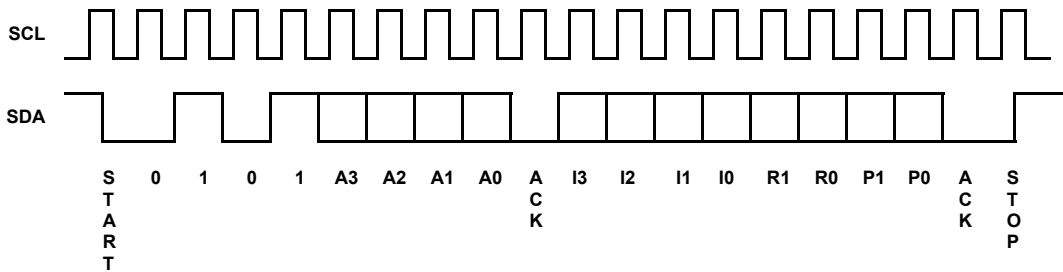 SCL
SDA
START 0 1 0 1 A3 A2 A1 A0 ACK I3 I2 I1 I0 R1 R0 P1 P0 ACK STOP